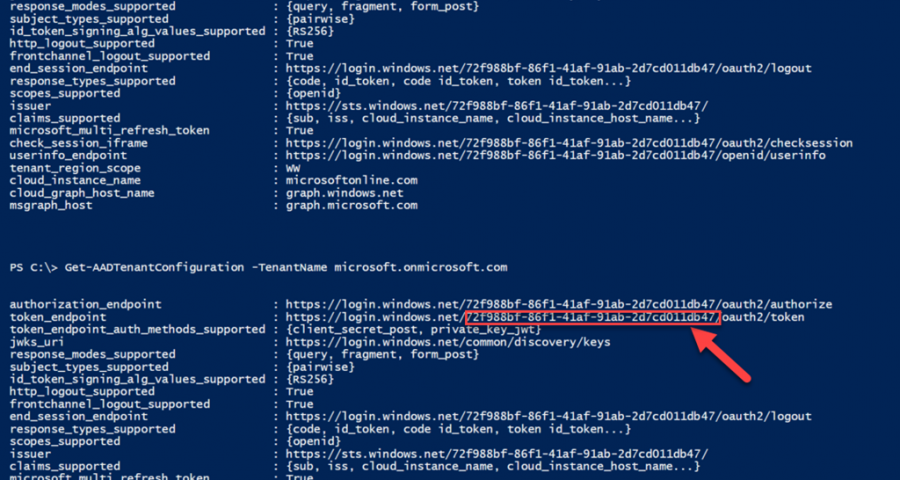 response_modes_supported : {query, fragment, form_post}
subject_types_supported : {pairwise}
id_token_signing_alg_values_supported : {RS256}
http_logout_supported : True
frontchannel_logout_supported : True
end_session_endpoint : https://login.windows.net/72f988bf-86f1-41af-91ab-2d7cd011db47/oauth2/logout
response_types_supported : {code, id_token, code id_token, token id_token...}
scopes_supported : {openid}
issuer : https://sts.windows.net/72f988bf-86f1-41af-91ab-2d7cd011db47/
claims_supported : {sub, iss, cloud_instance_name, cloud_instance_host_name...}
microsoft_multi_refresh_token : True
check_session_iframe : https://login.windows.net/72f988bf-86f1-41af-91ab-2d7cd011db47/oauth2/checksession
userinfo_endpoint : https://login.windows.net/72f988bf-86f1-41af-91ab-2d7cd011db47/openid/userinfo
tenant_region_scope : WW
cloud_instance_name : microsoftonline.com
cloud_graph_host_name : graph.windows.net
msgraph_host : graph.microsoft.com
PS C:\> Get-AADTenantConfiguration -TenantName microsoft.onmicrosoft.com
authorization_endpoint : https://login.windows.net/72f988bf-86f1-41af-91ab-2d7cd011db47/oauth2/authorize
token_endpoint : https://login.windows.net/72f988bf-86f1-41af-91ab-2d7cd011db47/oauth2/token
token_endpoint_auth_methods_supported : {client_secret_post, private_key_jwt}
jwks_uri : https://login.windows.net/common/discovery/keys
response_modes_supported : {query, fragment, form_post}
subject_types_supported : {pairwise}
id_token_signing_alg_values_supported : {RS256}
http_logout_supported : True
frontchannel_logout_supported : True
end_session_endpoint : https://login.windows.net/72f988bf-86f1-41af-91ab-2d7cd011db47/oauth2/logout
response_types_supported : {code, id_token, code id_token, token id_token...}
scopes_supported : {openid}
issuer : https://sts.windows.net/72f988bf-86f1-41af-91ab-2d7cd011db47/
claims_supported : {sub, iss, cloud_instance_name, cloud_instance_host_name...}
microsoft_multi_refresh_token : True